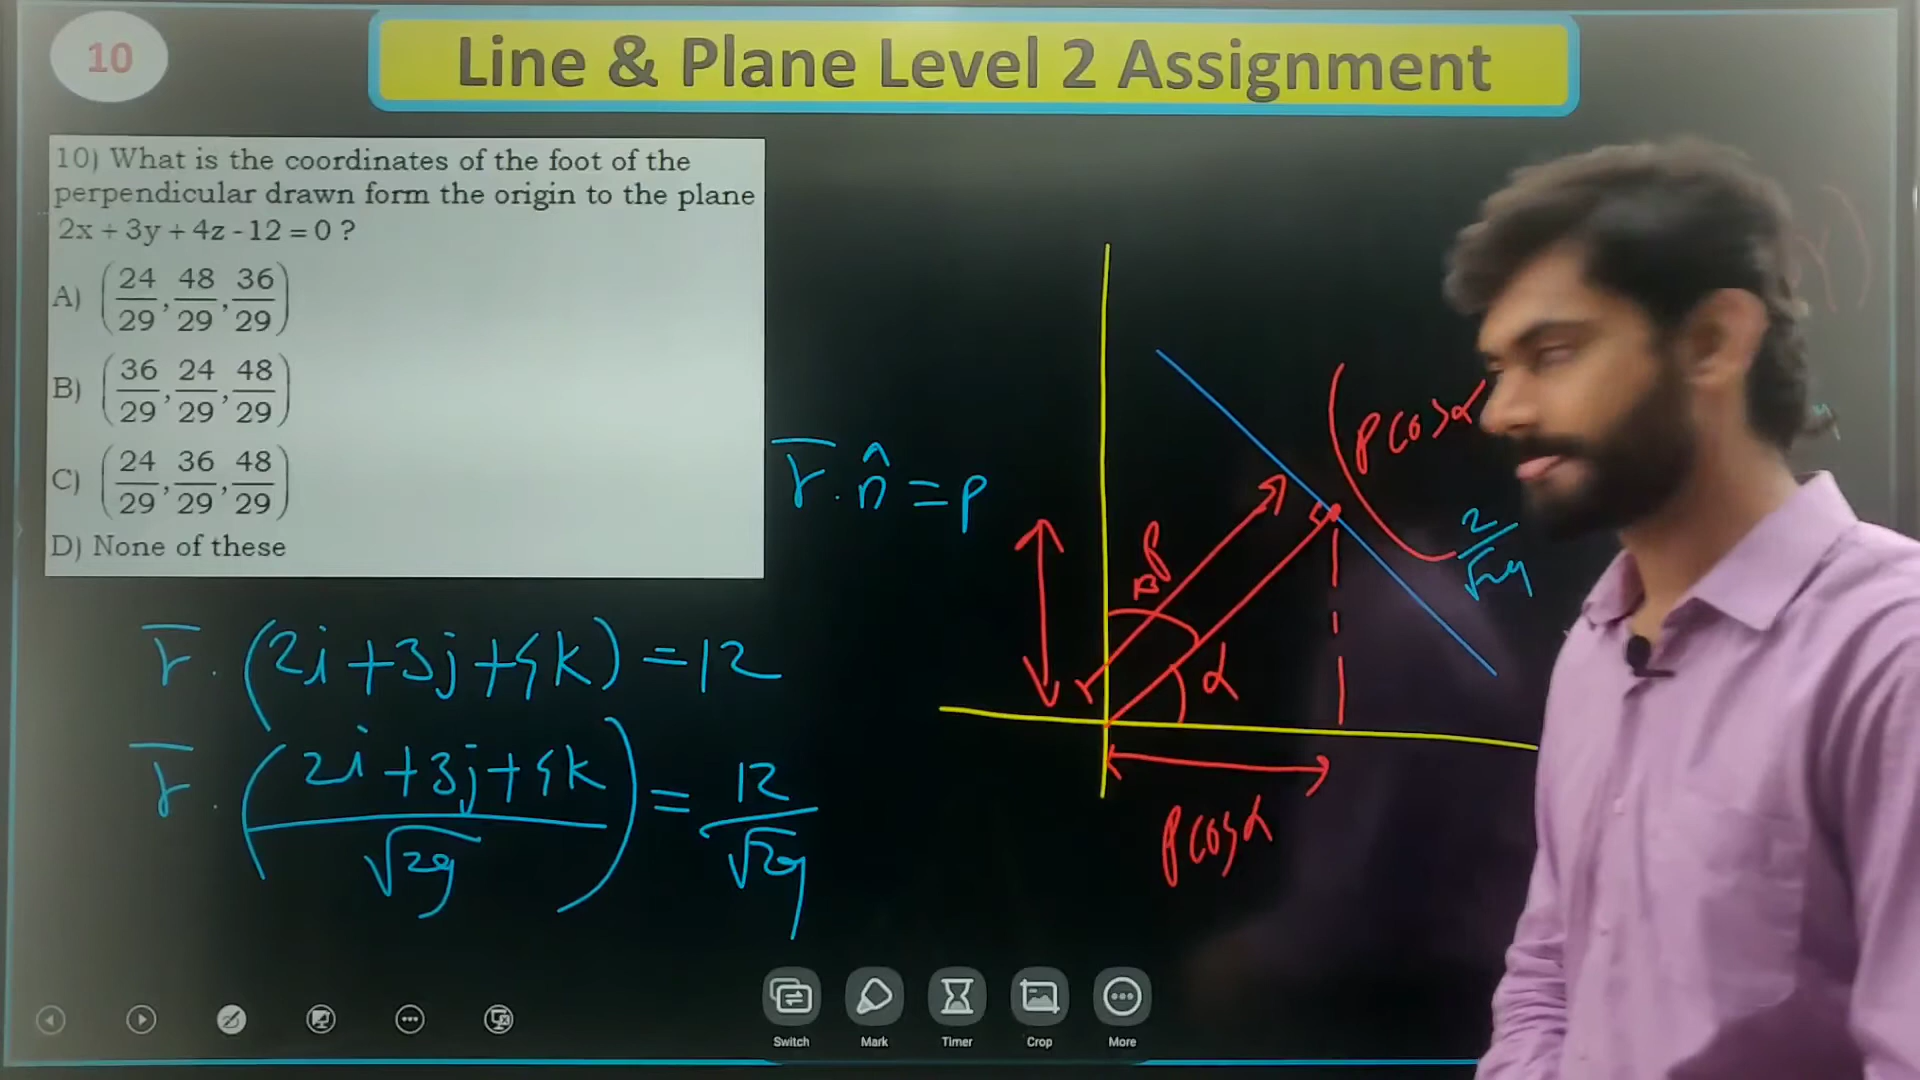 10
Line & Plane Level 2 Assignment
10) What is the coordinates of the foot of the
perpendicular drawn form the origin to the plane
2x + 3y + 4z - 12 = 0 ?
A) (24/29, 48/29, 36/29)
B) (36/29, 24/29, 48/29)
C) (24/29, 36/29, 48/29)
D) None of these
r̅ . n̂ = p
r̅ . (2i + 3j + 4k) = 12
r̅ . ((2i + 3j + 4k)/√29) = 12/√29
P
β
α
P cos α
(P cos α
2/√29
Switch
Mark
Timer
Crop
More